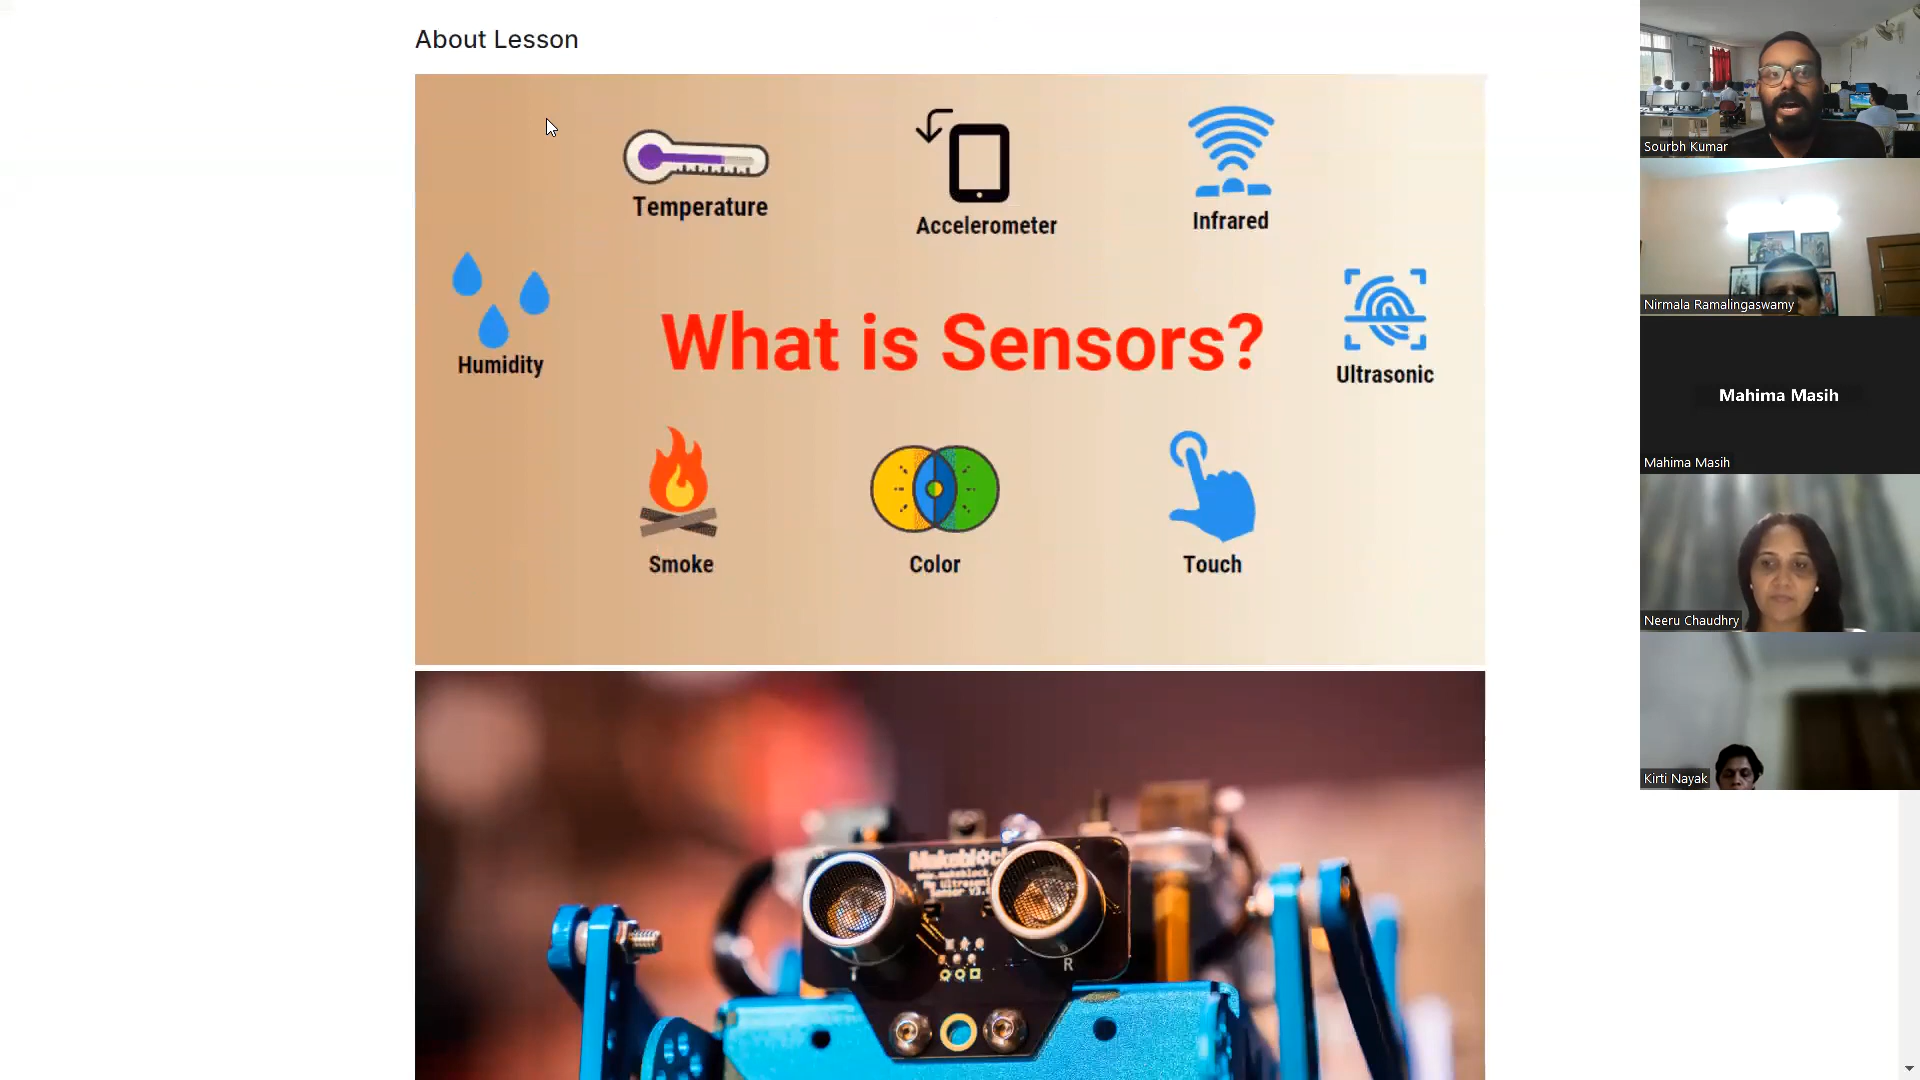 About Lesson
Temperature
Accelerometer
Infrared
Humidity
What is Sensors?
Ultrasonic
Smoke
Color
Touch
Makeblock
T
R
Sourbh Kumar
Nirmala Ramalingaswamy
Mahima Masih
Mahima Masih
Neeru Chaudhry
Kirti Nayak